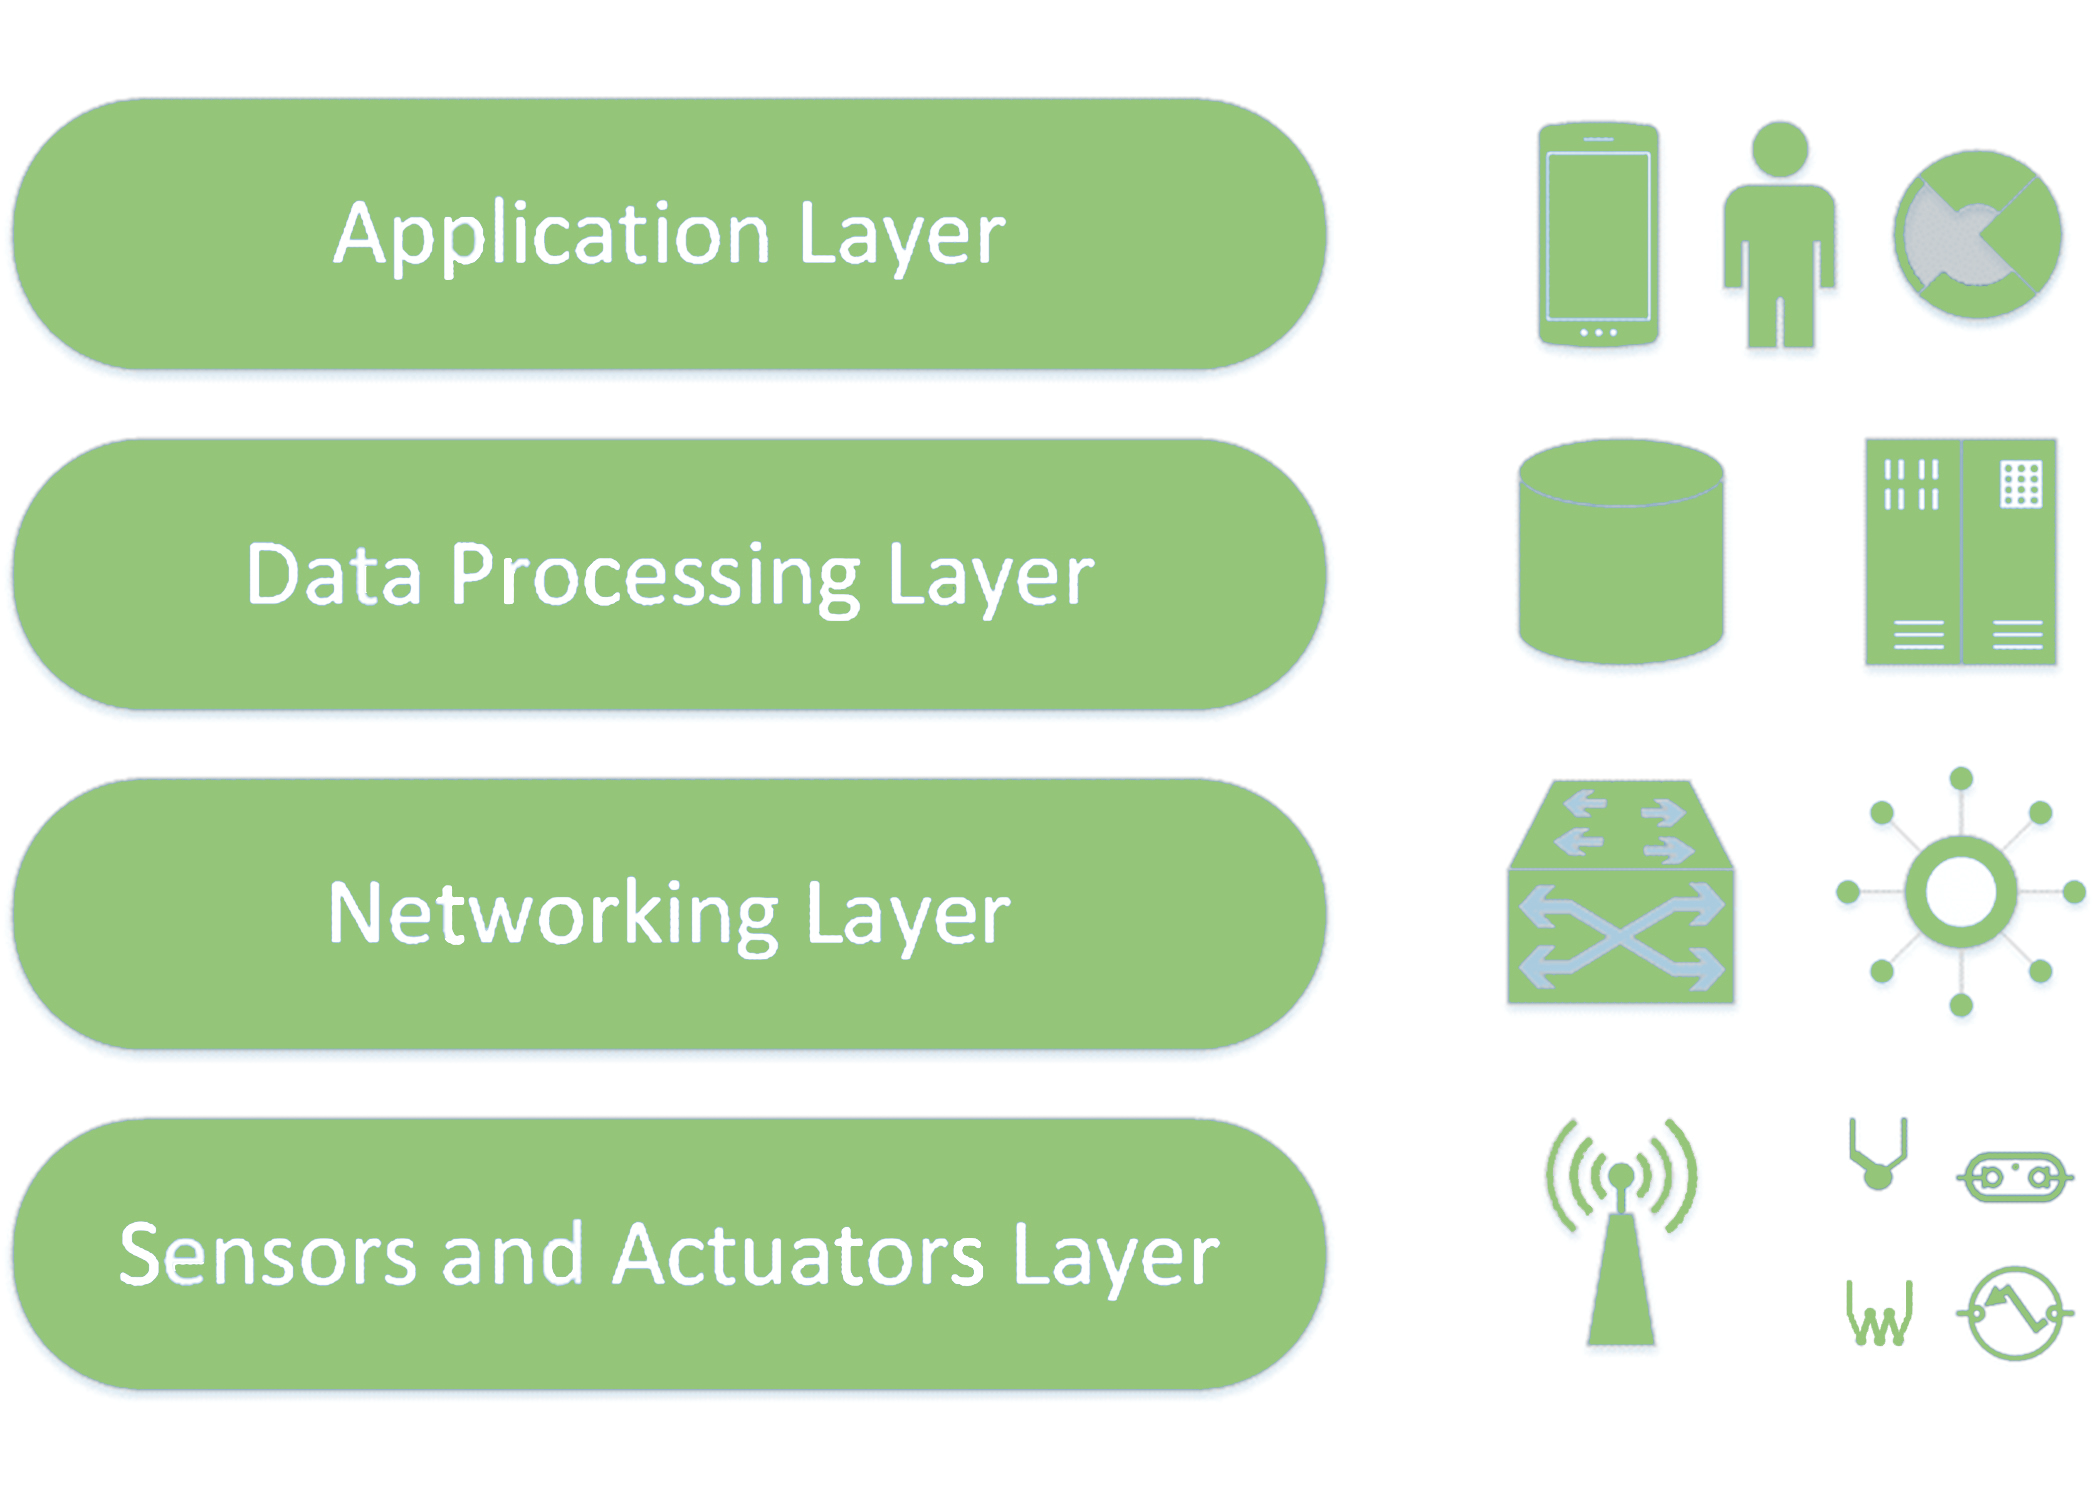 Application Layer
Data Processing Layer
Networking Layer
Sensors and Actuators Layer